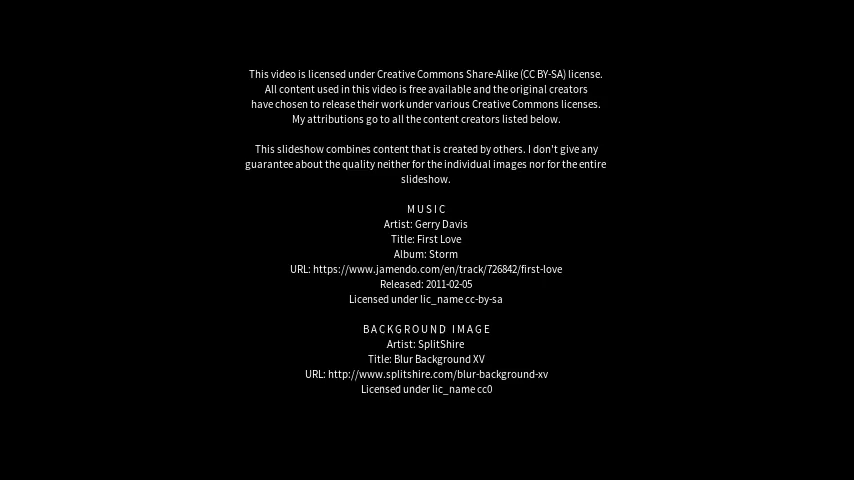 This video is licensed under Creative Commons Share-Alike (CC BY-SA) license.
All content used in this video is free available and the original creators
have chosen to release their work under various Creative Commons licenses.
My attributions go to all the content creators listed below.
This slideshow combines content that is created by others. I don't give any
guarantee about the quality neither for the individual images nor for the entire
slideshow.
MUSIC
Artist: Gerry Davis
Title: First Love
Album: Storm
URL: https://www.jamendo.com/en/track/726842/first-love
Released: 2011-02-05
Licensed under lic_name cc-by-sa
BACKGROUND IMAGE
Artist: SplitShire
Title: Blur Background XV
URL: http://www.splitshire.com/blur-background-xv
Licensed under lic_name cc0